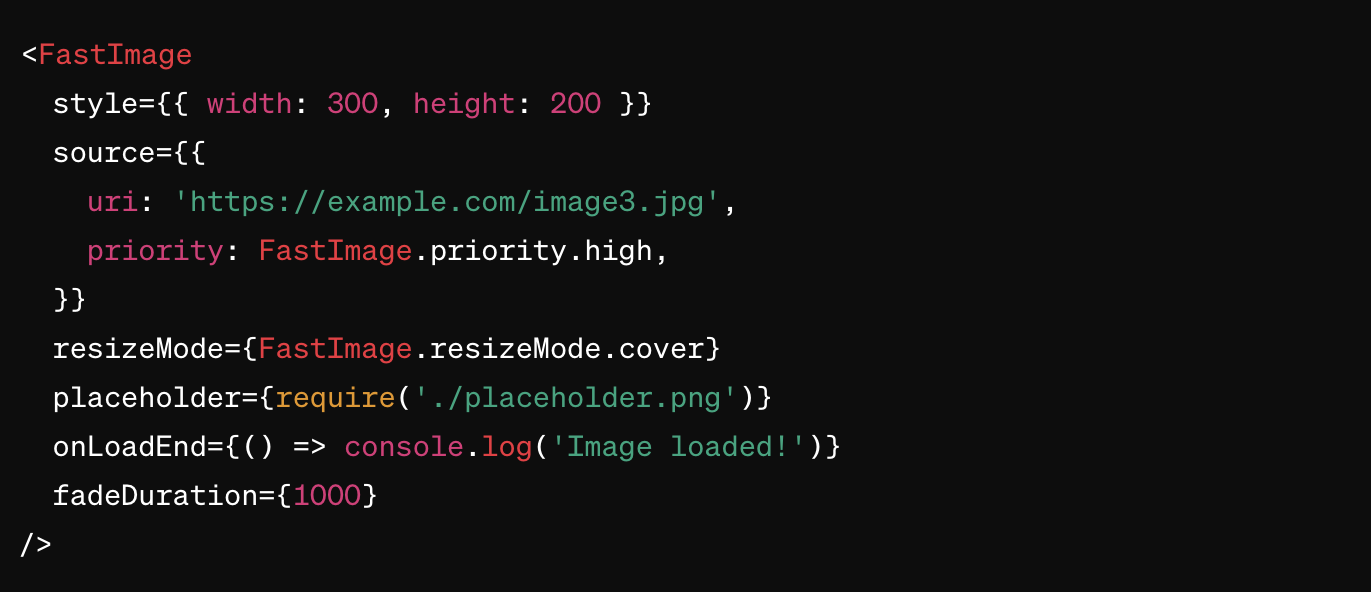 <FastImage
  style={{ width: 300, height: 200 }}
  source={{
    uri: 'https://example.com/image3.jpg',
    priority: FastImage.priority.high,
  }}
  resizeMode={FastImage.resizeMode.cover}
  placeholder={require('./placeholder.png')}
  onLoadEnd={() => console.log('Image loaded!')}
  fadeDuration={1000}
/>